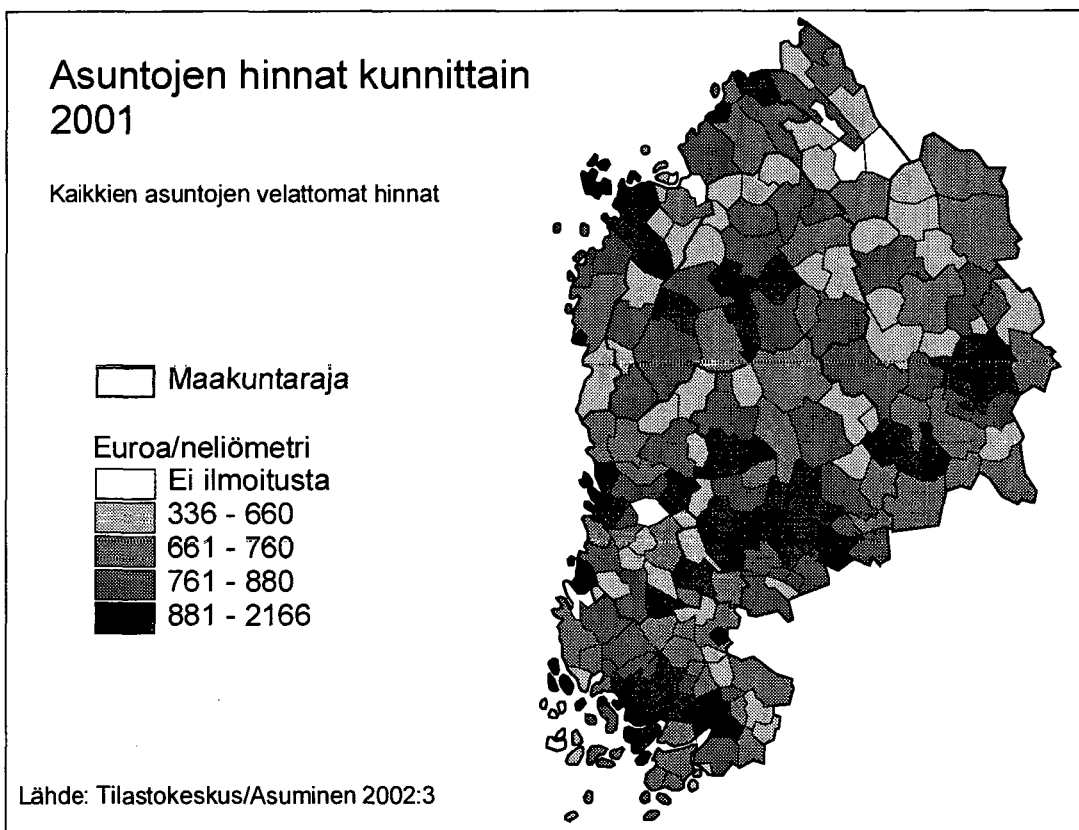 Asuntojen hinnat kunnittain
2001
Kaikkien asuntojen velattomat hinnat
Maakuntaraja
Euroa/neliömetri
Ei ilmoitusta
336 - 660
661 - 760
761 - 880
881 - 2166
Lähde: Tilastokeskus/Asuminen 2002:3